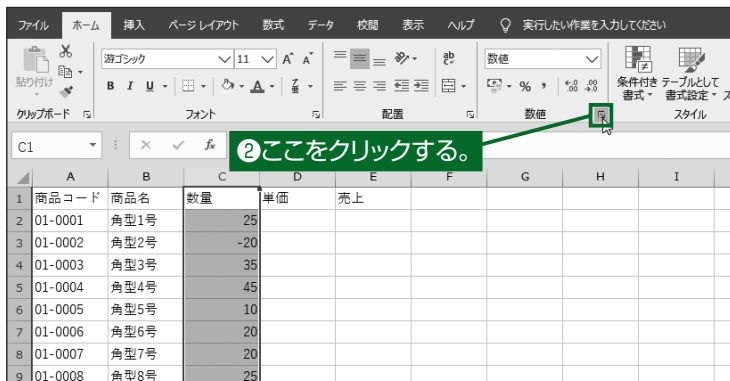 ファイル ホーム 挿入 ページ レイアウト 数式 データ 校閲 表示 ヘルプ 実行したい作業を入力してください
游ゴシック 11 A A ab 数値
貼り付け B I U A % , 条件付き テーブルとして
書式 書式設定 ス
クリップボード フォント 配置 数値 スタイル
C1 fx ❷ここをクリックする。
A B C D E F G H I
1 商品コード 商品名 数量 単価 売上
2 01-0001 角型1号 25
3 01-0002 角型2号 -20
4 01-0003 角型3号 35
5 01-0004 角型4号 45
6 01-0005 角型5号 10
7 01-0006 角型6号 20
8 01-0007 角型7号 20
9 01-0008 角型8号 25